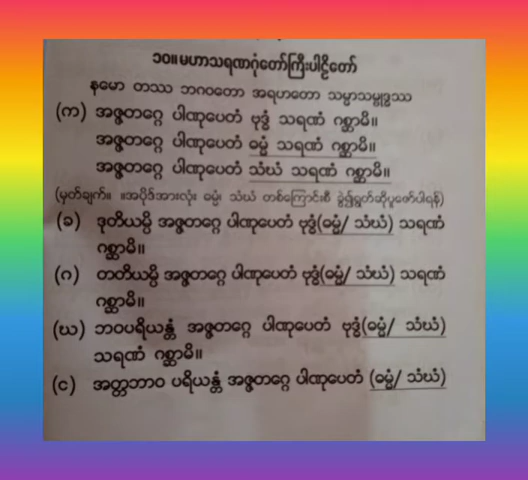 ၁၀။မဟာသရဏဂုံတော်ကြီးပါဠိတော်
နမော တဿ ဘဂဝတော အရဟတော သမ္မာသမ္ဗုဒ္ဓဿ
(က) အဇ္ဇတဂ္ဂေ ပါဏုပေတံ ဗုဒ္ဓံ သရဏံ ဂစ္ဆာမိ။
အဇ္ဇတဂ္ဂေ ပါဏုပေတံ ဓမ္မံ သရဏံ ဂစ္ဆာမိ။
အဇ္ဇတဂ္ဂေ ပါဏုပေတံ သံဃံ သရဏံ ဂစ္ဆာမိ။
(မှတ်ချက်။ ။အပိုဒ်အားလုံး ဓမ္မံ၊ သံဃံ တစ်ကြောင်းစီ ခွဲ၍ရွတ်ဆိုပူဇော်ပါရန်)
(ခ) ဒုတိယမ္ပိ အဇ္ဇတဂ္ဂေ ပါဏုပေတံ ဗုဒ္ဓံ(ဓမ္မံ/ သံဃံ) သရဏံ
ဂစ္ဆာမိ။
(ဂ) တတိယမ္ပိ အဇ္ဇတဂ္ဂေ ပါဏုပေတံ ဗုဒ္ဓံ(ဓမ္မံ/ သံဃံ) သရဏံ
ဂစ္ဆာမိ။
(ဃ) ဘဝပရိယန္တံ အဇ္ဇတဂ္ဂေ ပါဏုပေတံ ဗုဒ္ဓံ(ဓမ္မံ/ သံဃံ)
သရဏံ ဂစ္ဆာမိ။
(င) အတ္တဘာဝ ပရိယန္တံ အဇ္ဇတဂ္ဂေ ပါဏုပေတံ (ဓမ္မံ/ သံဃံ)